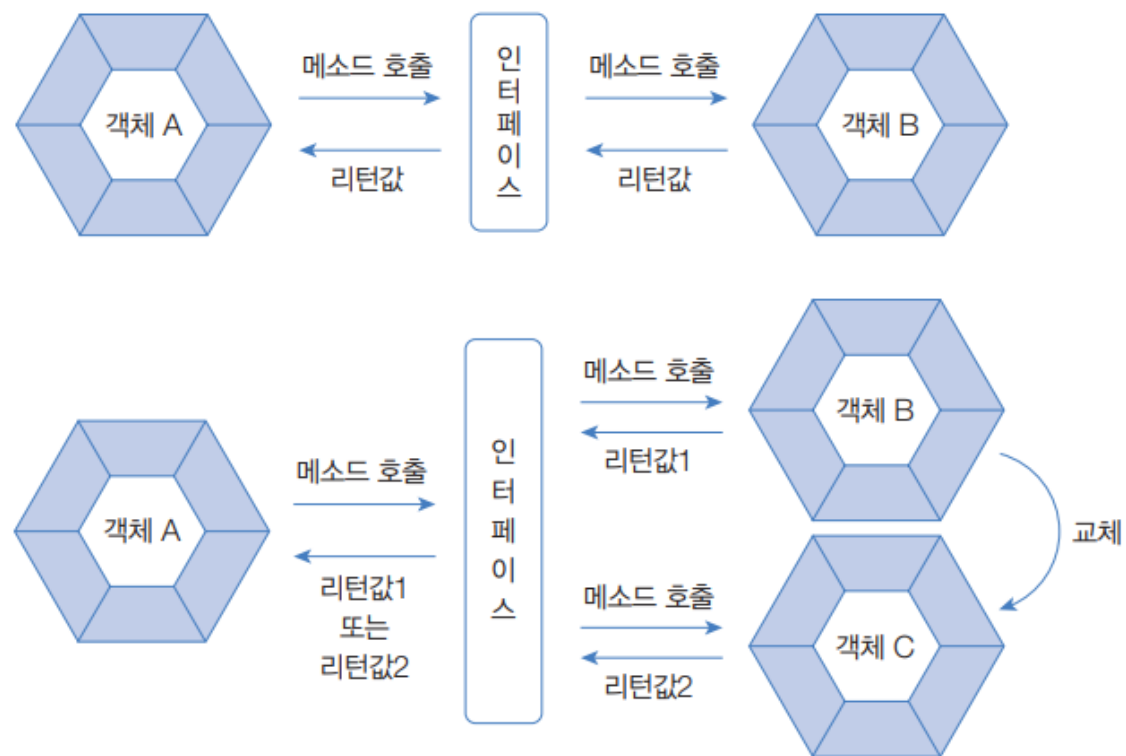 객체 A
메소드 호출
리턴값
인터페이스
메소드 호출
리턴값
객체 B
객체 A
메소드 호출
리턴값1
또는
리턴값2
인터페이스
메소드 호출
리턴값1
객체 B
교체
메소드 호출
리턴값2
객체 C